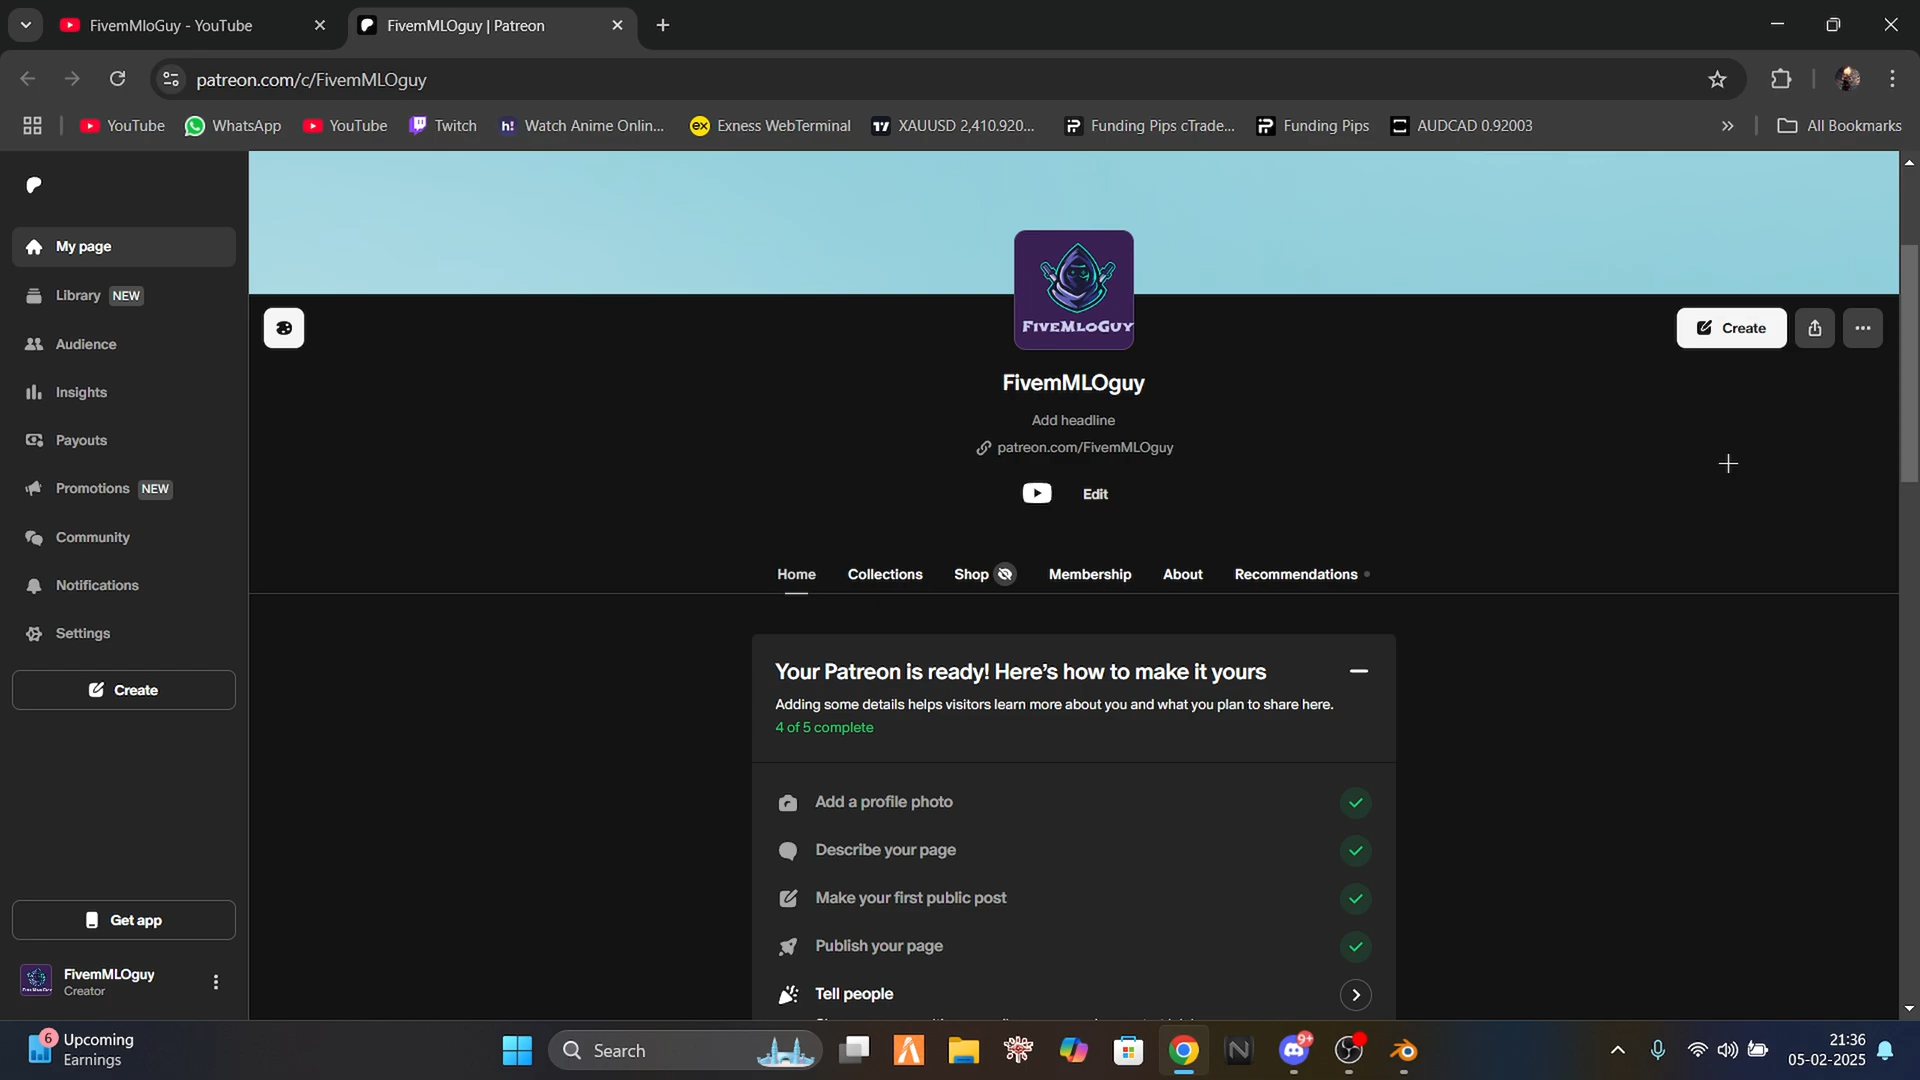 FivemMloGuy - YouTube
FivemMLOguy | Patreon
patreon.com/c/FivemMLOguy
YouTube
WhatsApp
YouTube
Twitch
Watch Anime Onlin...
Exness WebTerminal
XAUUSD 2,410.920...
Funding Pips cTrade...
Funding Pips
AUDCAD 0.92003
All Bookmarks
My page
Library NEW
Audience
Insights
Payouts
Promotions NEW
Community
Notifications
Settings
Create
Get app
FivemMLOguy
Creator
FIVEMLOGUY
Create
FivemMLOguy
Add headline
patreon.com/FivemMLOguy
Edit
Home
Collections
Shop
Membership
About
Recommendations
Your Patreon is ready! Here's how to make it yours
Adding some details helps visitors learn more about you and what you plan to share here.
4 of 5 complete
Add a profile photo
Describe your page
Make your first public post
Publish your page
Tell people
6
Upcoming
Earnings
Search
9+
21:36
05-02-2025